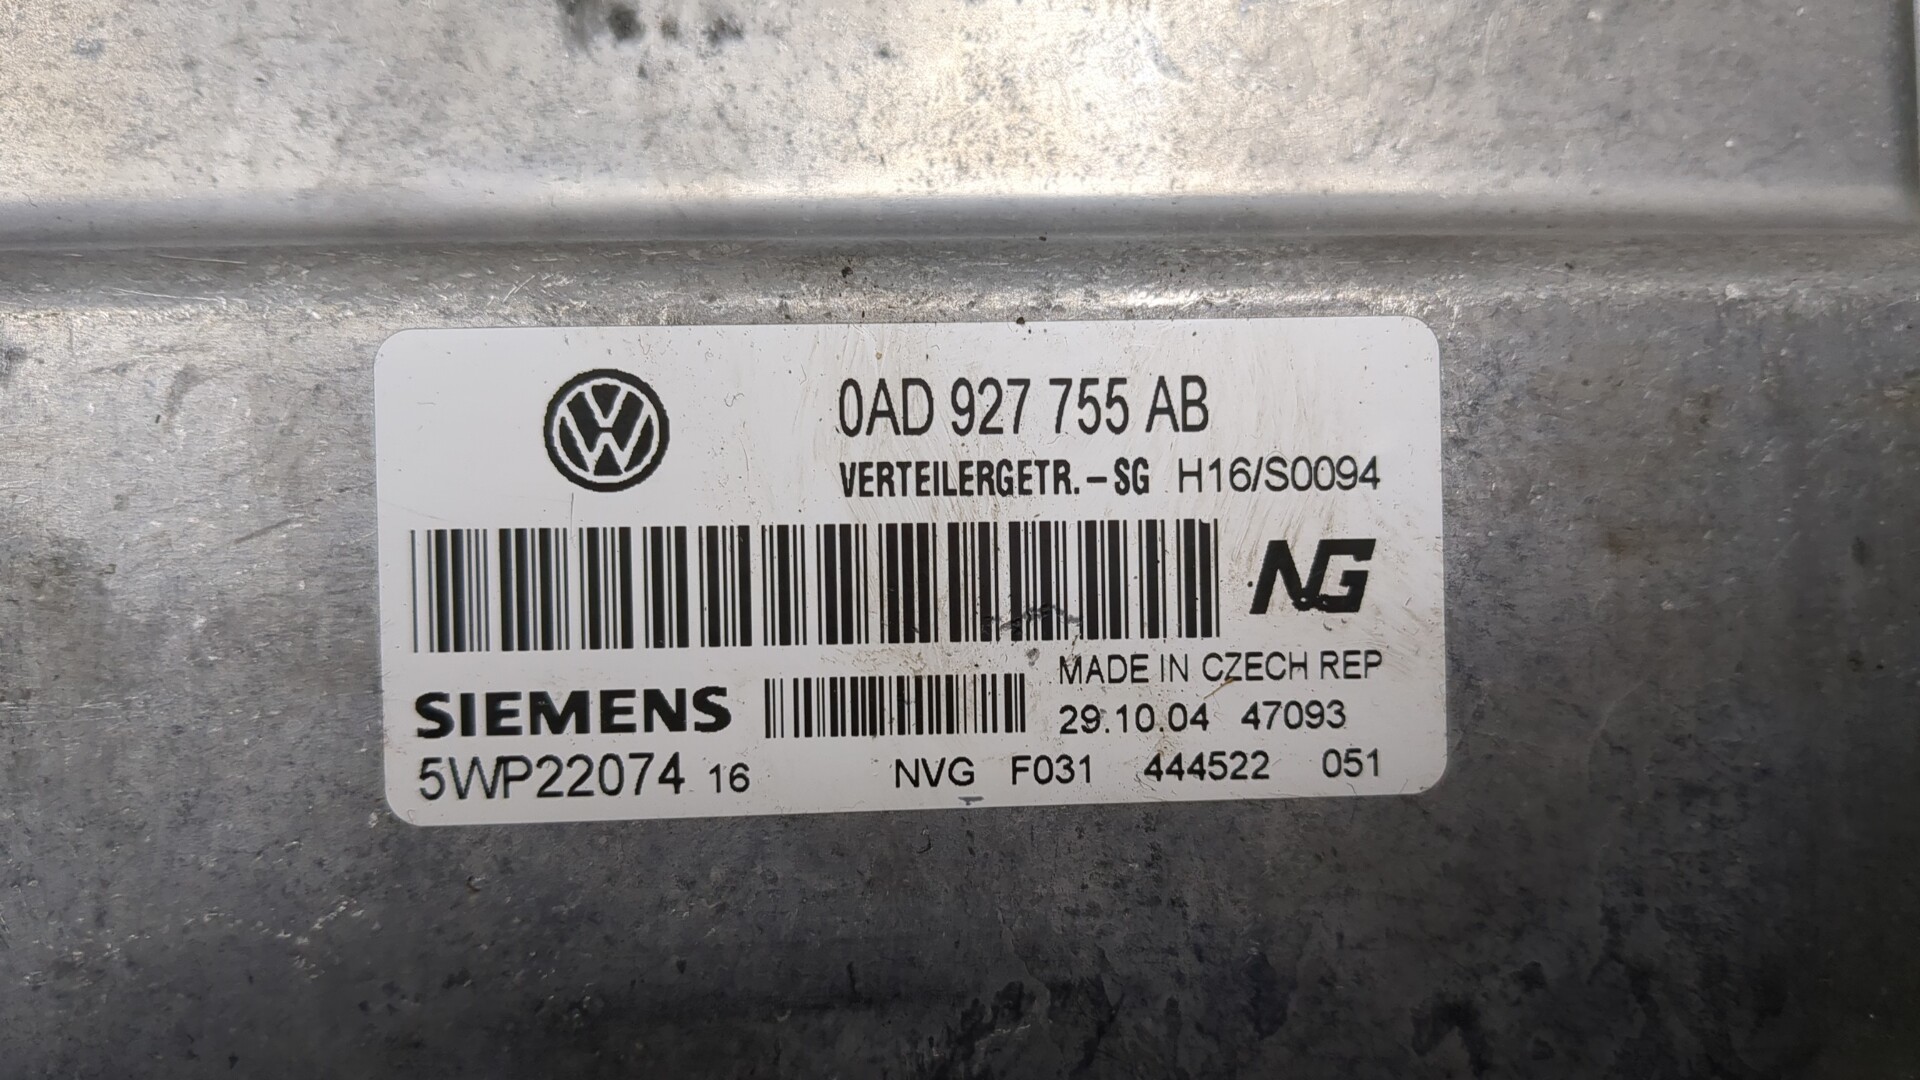 0AD 927 755 AB
VERTEILERGETR.-SG H16/S0094
NG
MADE IN CZECH REP
SIEMENS
29.10.04 47093
5WP22074 16 NVG F031 444522 051